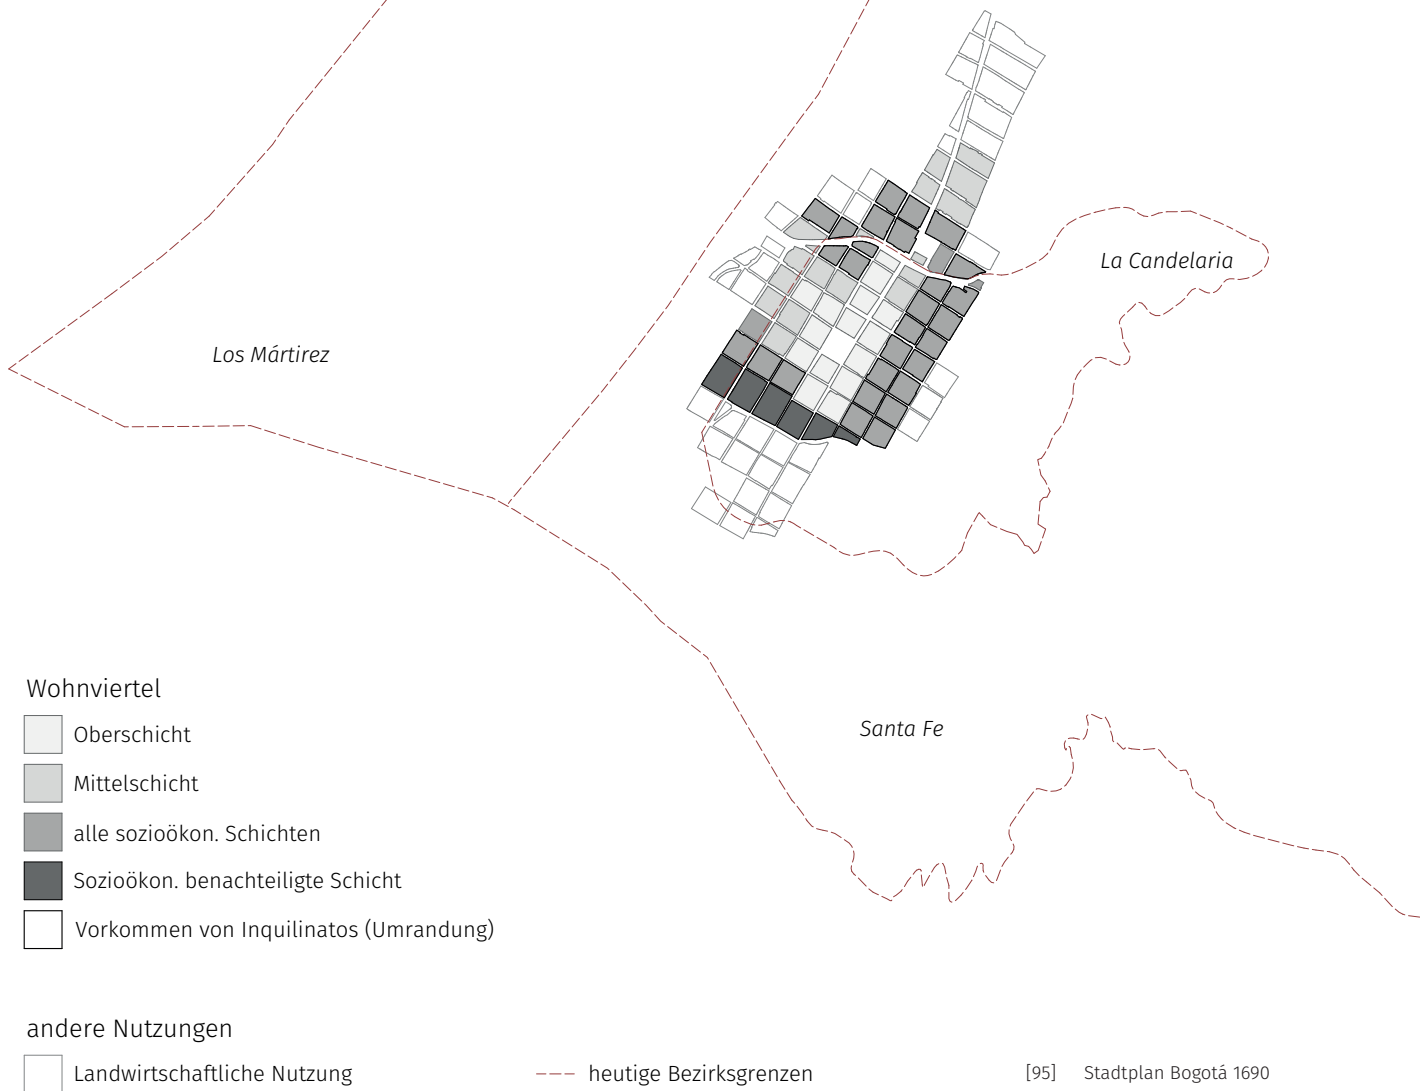 La Candelaria
Los Mártirez
Santa Fe
Wohnviertel
Oberschicht
Mittelschicht
alle sozioökon. Schichten
Sozioökon. benachteiligte Schicht
Vorkommen von Inquilinatos (Umrandung)
andere Nutzungen
Landwirtschaftliche Nutzung
heutige Bezirksgrenzen
[95] Stadtplan Bogotá 1690